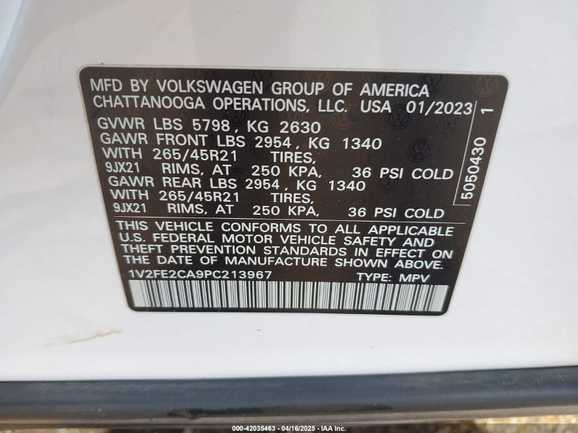 MFD BY VOLKSWAGEN GROUP OF AMERICA
CHATTANOOGA OPERATIONS, LLC. USA 01/2023
GVWR LBS 5798, KG 2630
GAWR FRONT LBS 2954, KG 1340
WITH 265/45R21 TIRES,
9JX21 RIMS, AT 250 KPA, 36 PSI COLD
GAWR REAR LBS 2954, KG 1340
WITH 265/45R21 TIRES,
9JX21 RIMS, AT 250 KPA, 36 PSI COLD
THIS VEHICLE CONFORMS TO ALL APPLICABLE
U.S. FEDERAL MOTOR VEHICLE SAFETY AND
THEFT PREVENTION STANDARDS IN EFFECT ON
THE DATE OF MANUFACTURE SHOWN ABOVE.
1V2FE2CA9PC213967 TYPE: MPV
5050430 1
000-42035463 - 04/16/2025 - IAA Inc.